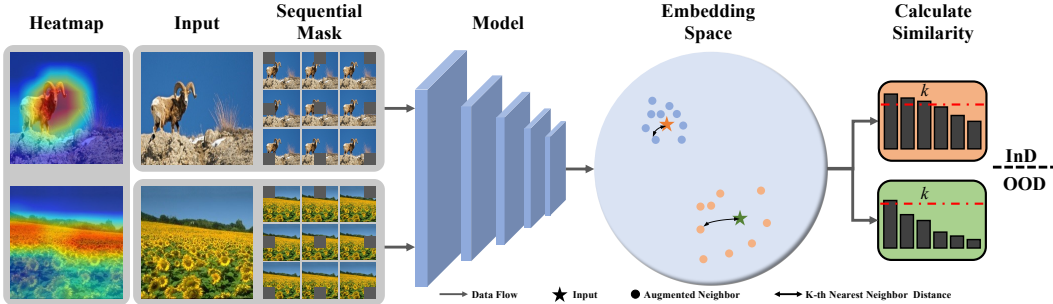 Heatmap
Input
Sequential
Mask
Model
Embedding
Space
Calculate
Similarity
k
InD
OOD
k
Data Flow
Input
Augmented Neighbor
K-th Nearest Neighbor
Distance